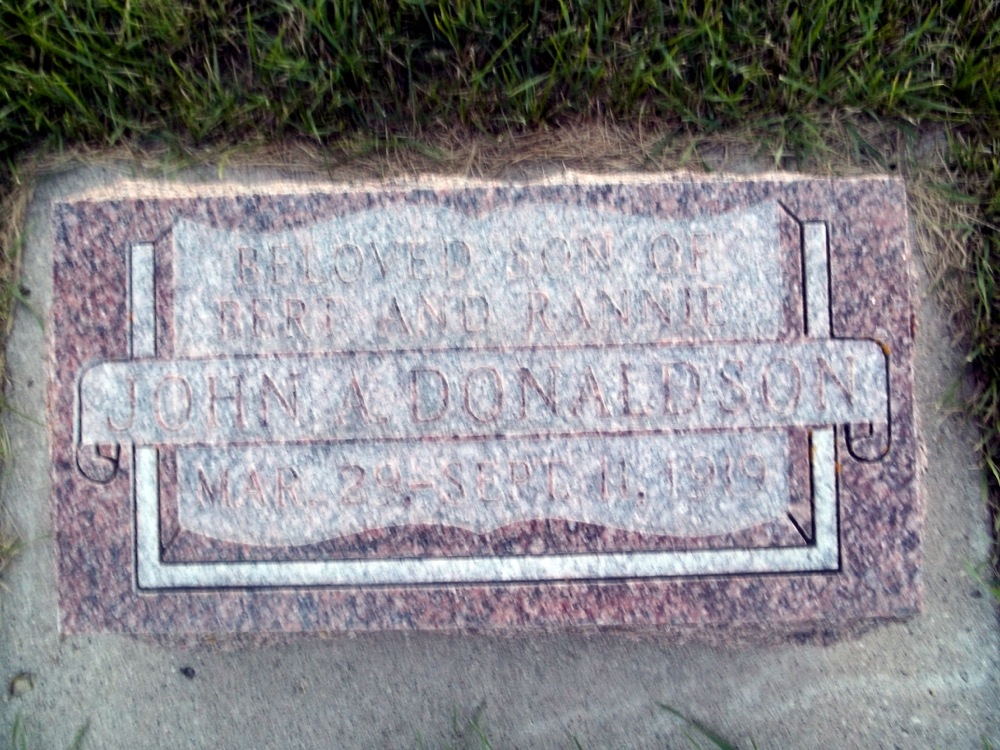 BELOVED SON OF
BERT AND RANNIE
JOHN A. DONALDSON
MAR. 29-SEPT. 11, 1919